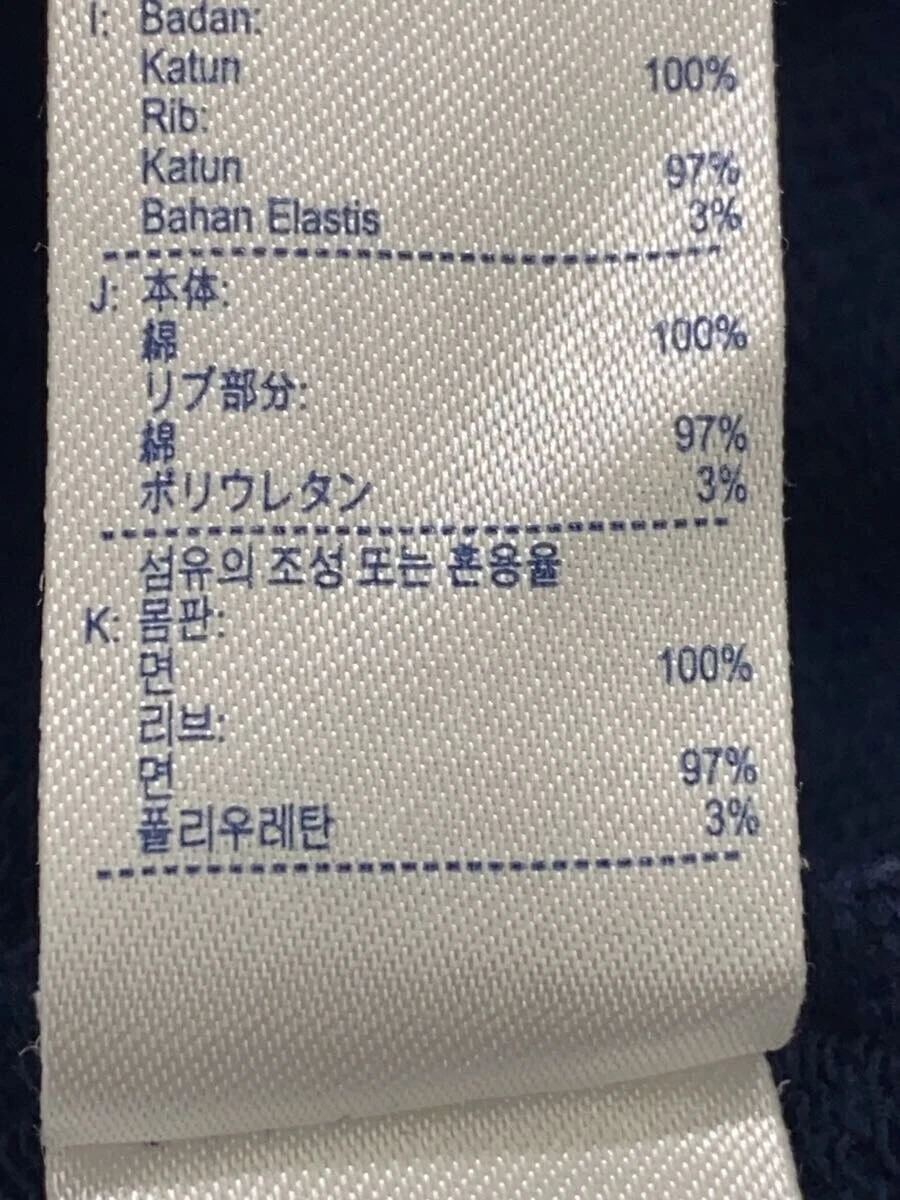 I: Badan:
Katun 100%
Rib:
Katun 97%
Bahan Elastis 3%
J: 本体:
綿 100%
リブ部分:
綿 97%
ポリウレタン 3%
섬유의 조성 또는 혼용율
K: 몸판:
면 100%
리브:
면 97%
폴리우레탄 3%